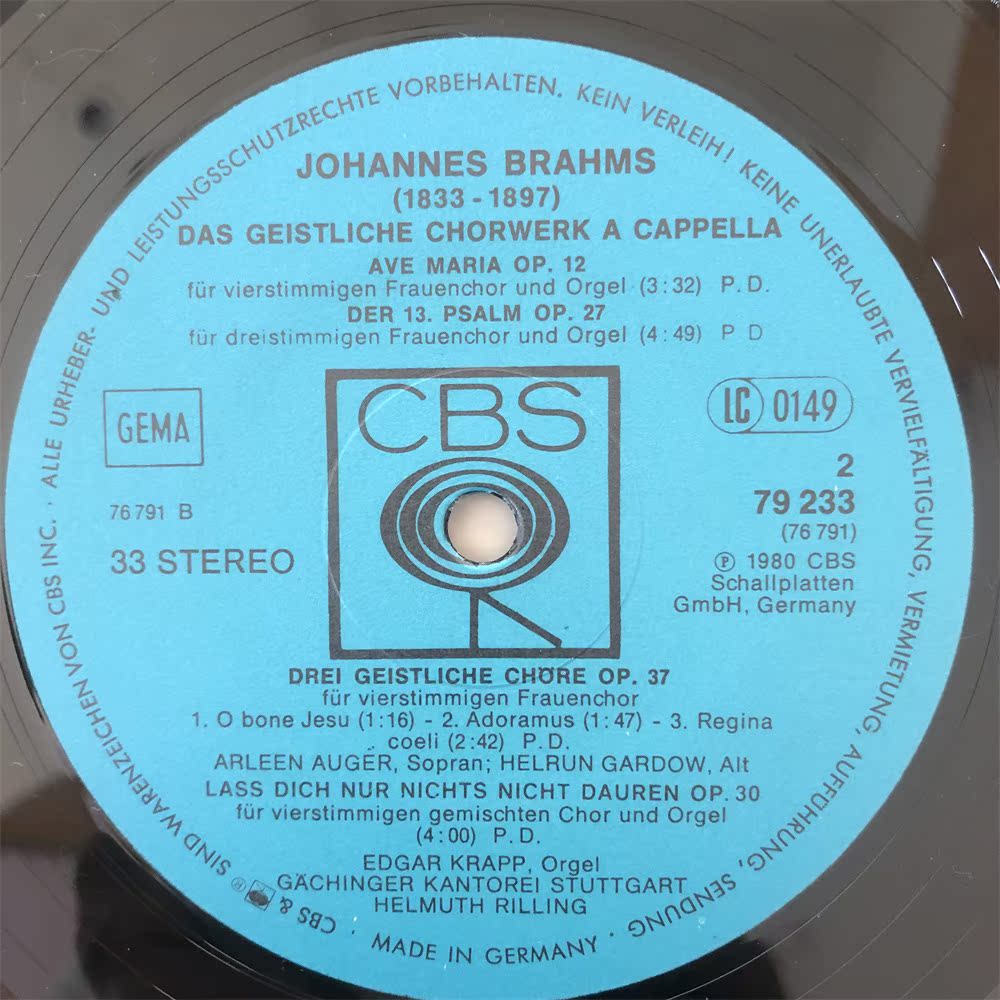 JOHANNES BRAHMS
(1833 - 1897)
DAS GEISTLICHE CHORWERK A CAPPELLA
AVE MARIA OP. 12
für vierstimmigen Frauenchor und Orgel (3:32) P. D.
DER 13. PSALM OP. 27
für dreistimmigen Frauenchor und Orgel (4:49) P D
CBS
GEMA
LC 0149
76 791 B
33 STEREO
2
79 233
(76 791)
Ⓟ 1980 CBS
Schallplatten
GmbH, Germany
DREI GEISTLICHE CHÖRE OP. 37
für vierstimmigen Frauenchor
1. O bone Jesu (1:16) - 2. Adoramus (1:47) - 3. Regina
coeli (2:42) P.D.
ARLEEN AUGER, Sopran; HELRUN GARDOW, Alt
LASS DICH NUR NICHTS NICHT DAUREN OP. 30
für vierstimmigen gemischten Chor und Orgel
(4:00) P. D.
EDGAR KRAPP, Orgel
GÄCHINGER KANTOREI STUTTGART
HELMUTH RILLING
CBS & ® SIND WARENZEICHEN VON CBS INC. · ALLE URHEBER- UND LEISTUNGSSCHUTZRECHTE VORBEHALTEN. KEIN VERLEIH! KEINE UNERLAUBTE VERVIELFÄLTIGUNG, VERMIETUNG, AUFFÜHRUNG, SENDUNG · MADE IN GERMANY ·